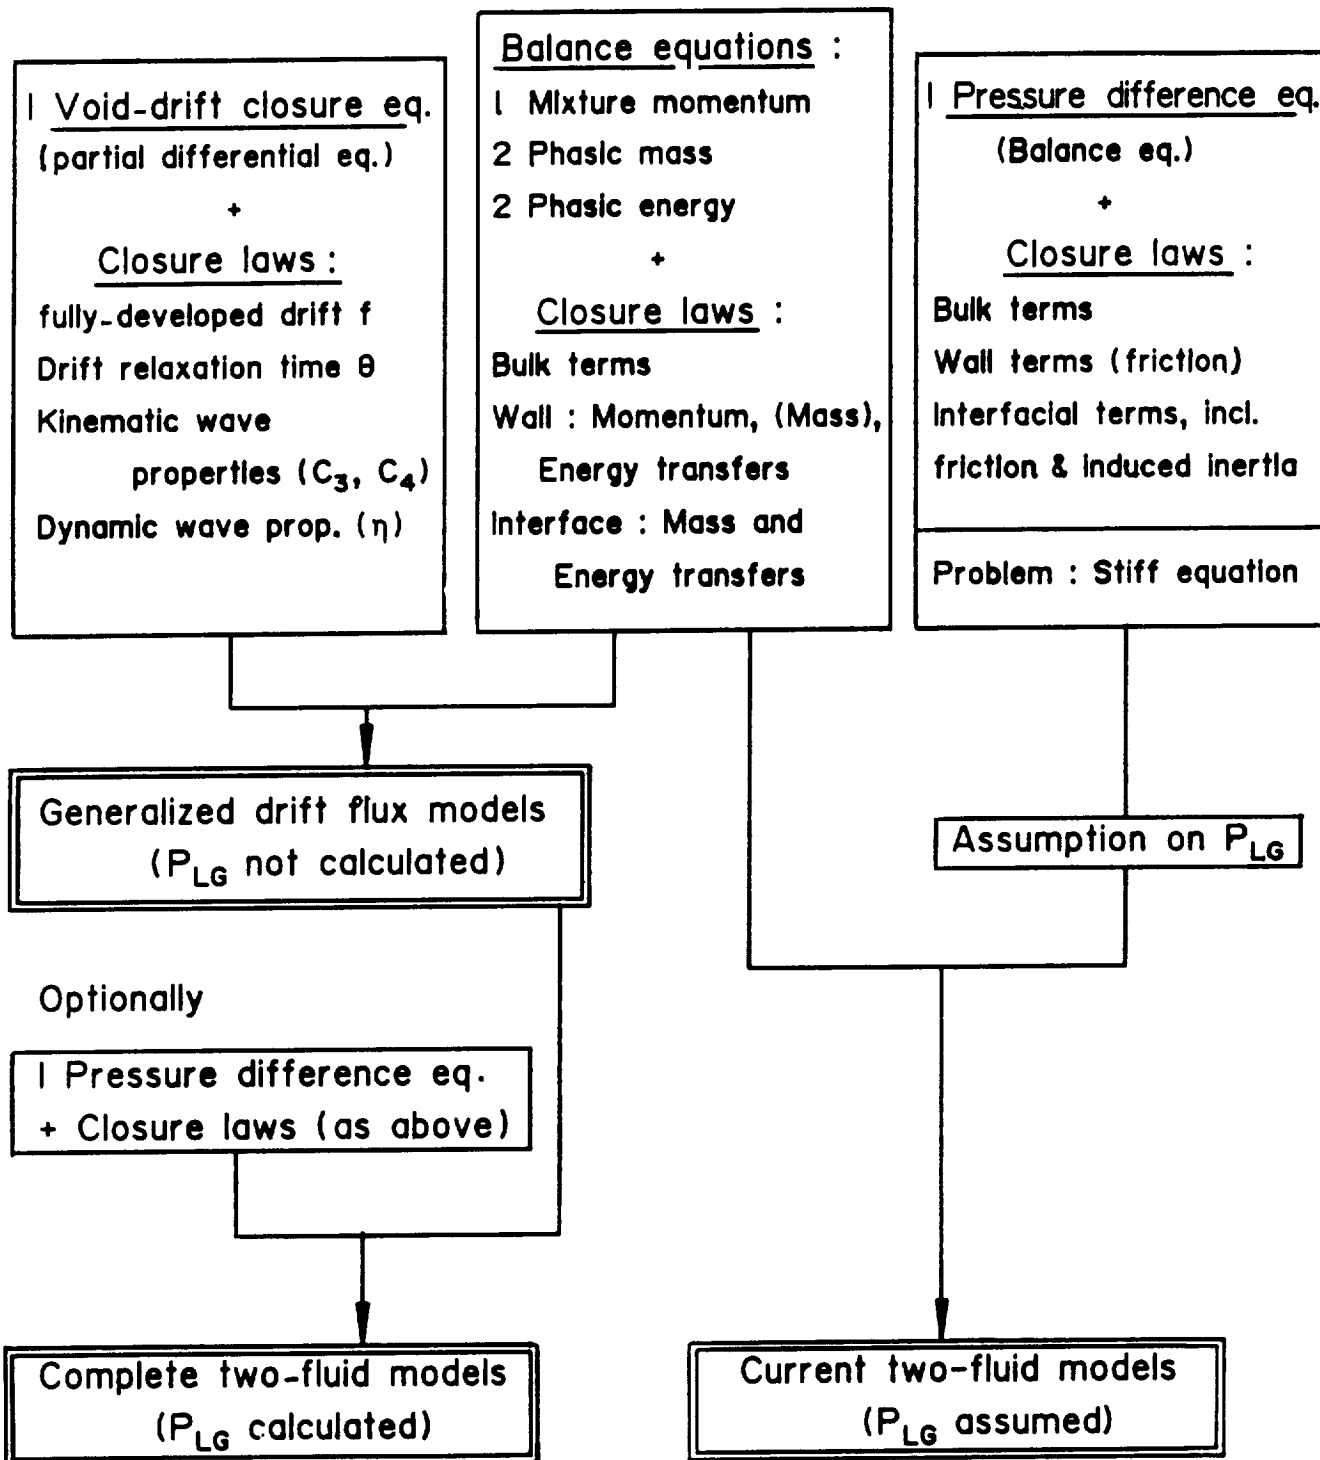 1 Void-drift closure eq.
(partial differential eq.)
+
Closure laws :
fully-developed drift f
Drift relaxation time θ
Kinematic wave
properties (C₃, C₄)
Dynamic wave prop. (η)
Balance equations :
1 Mixture momentum
2 Phasic mass
2 Phasic energy
+
Closure laws :
Bulk terms
Wall : Momentum, (Mass),
Energy transfers
Interface : Mass and
Energy transfers
1 Pressure difference eq.
(Balance eq.)
+
Closure laws :
Bulk terms
Wall terms (friction)
Interfacial terms, incl.
friction & induced inertia
Problem : Stiff equation
Generalized drift flux models
(P_LG not calculated)
Assumption on P_LG
Optionally
1 Pressure difference eq.
+ Closure laws (as above)
Complete two-fluid models
(P_LG calculated)
Current two-fluid models
(P_LG assumed)